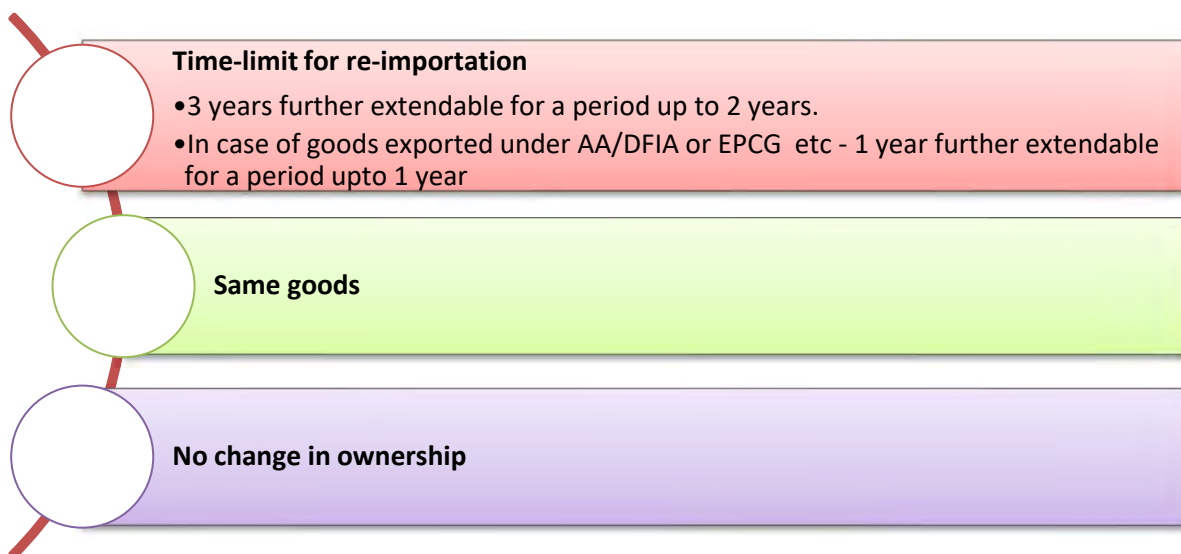 Time-limit for re-importation
•3 years further extendable for a period up to 2 years.
•In case of goods exported under AA/DFIA or EPCG  etc - 1 year further extendable
for a period upto 1 year
Same goods
No change in ownership